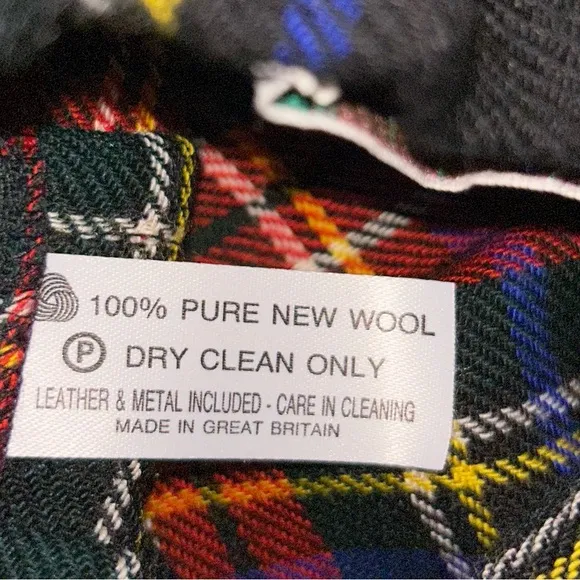 100% PURE NEW WOOL
P DRY CLEAN ONLY
LEATHER & METAL INCLUDED - CARE IN CLEANING
MADE IN GREAT BRITAIN